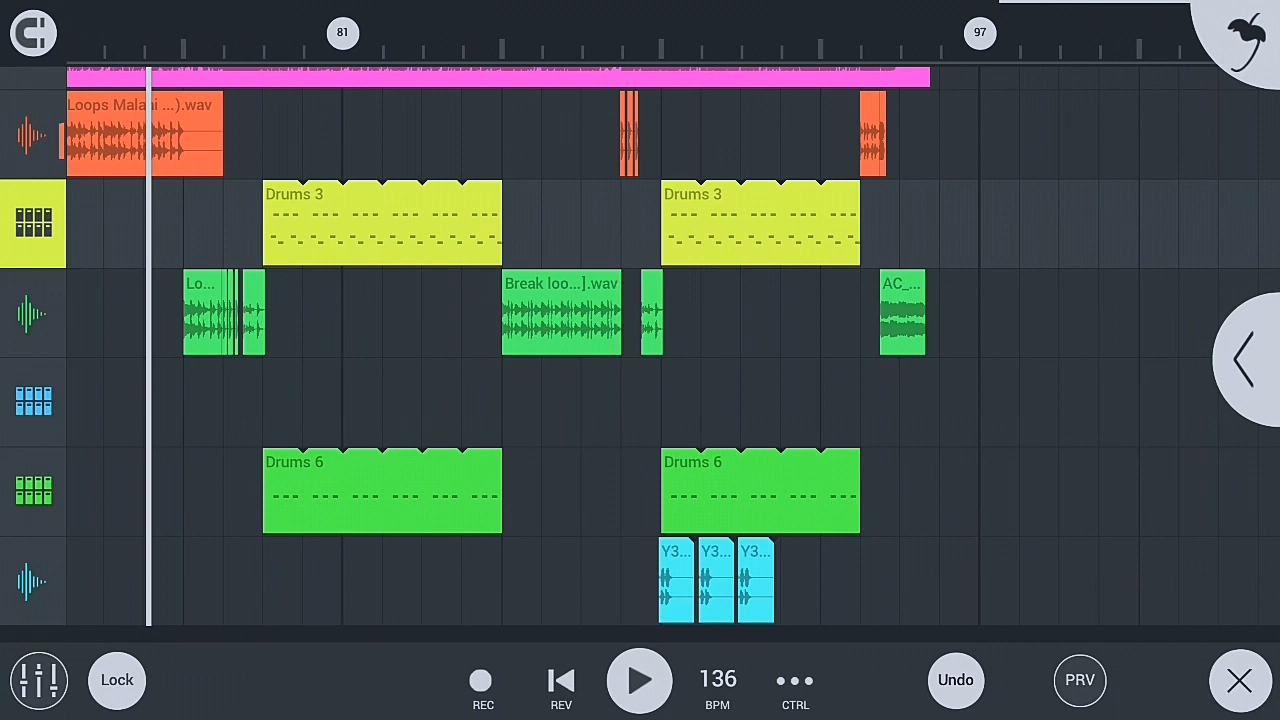 81
97
Loops Malani ...).wav
Drums 3
Drums 3
Lo...
Break loo...].wav
AC_...
Drums 6
Drums 6
Y3...
Y3...
Y3...
Lock
REC
REV
136
BPM
CTRL
Undo
PRV